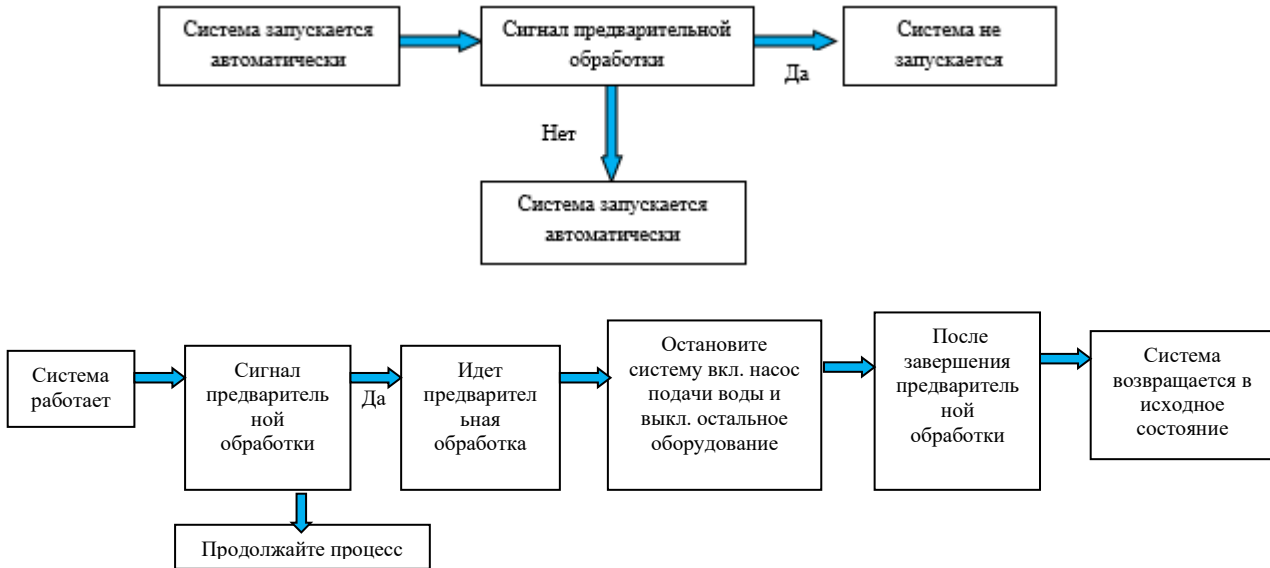 Система запускается
автоматически
Сигнал предварительной
обработки
Да
Система не
запускается
Нет
Система запускается
автоматически
Система
работает
Сигнал
предваритель
ной
обработки
Да
Идет
предварител
ьная
обработка
Остановите
систему вкл. насос
подачи воды и
выкл. остальное
оборудование
После
завершения
предваритель
ной
обработки
Система
возвращается в
исходное
состояние
Продолжайте процесс